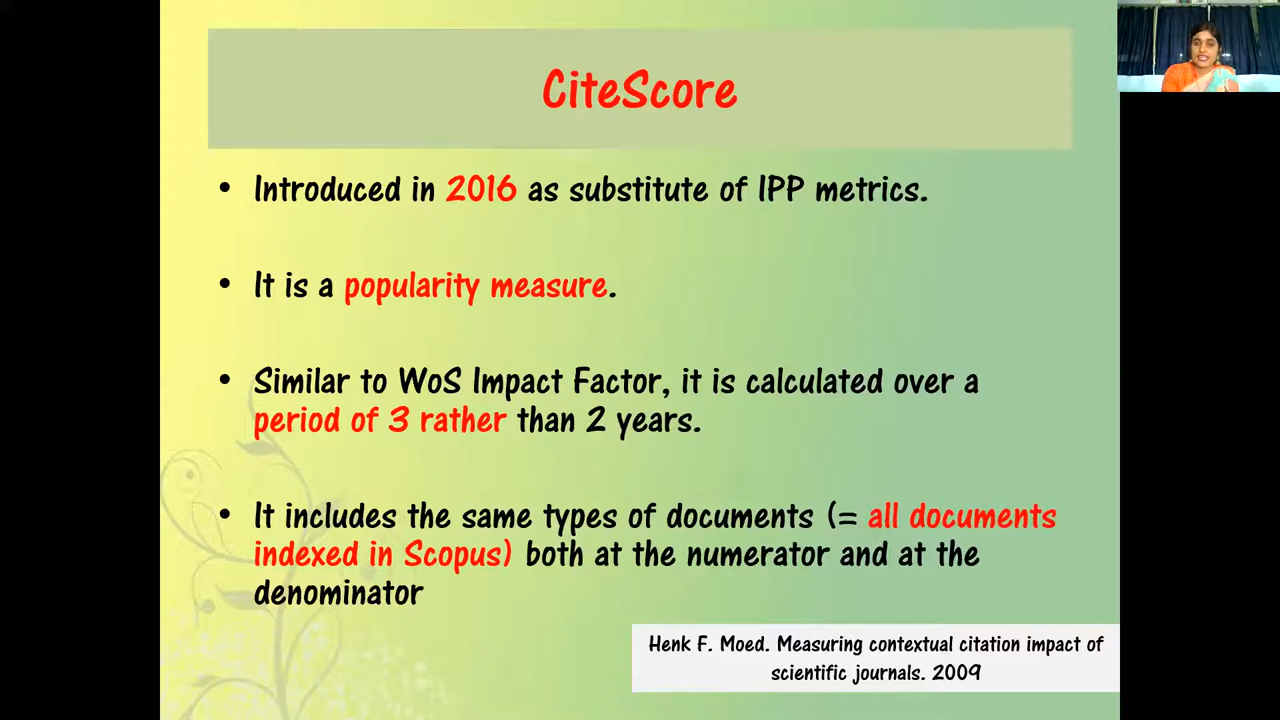 CiteScore
• Introduced in 2016 as substitute of IPP metrics.
• It is a popularity measure.
• Similar to WoS Impact Factor, it is calculated over a
period of 3 rather than 2 years.
• It includes the same types of documents (= all documents
indexed in Scopus) both at the numerator and at the
denominator
Henk F. Moed. Measuring contextual citation impact of
scientific journals. 2009